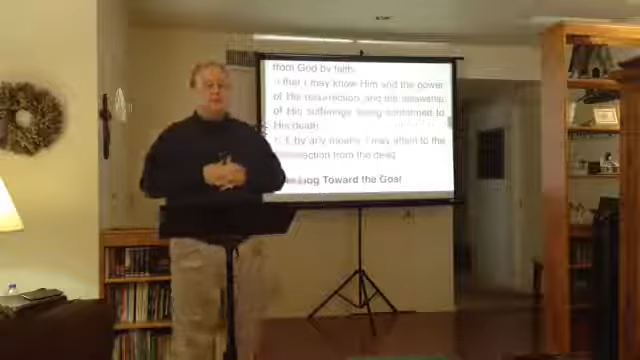 from God by faith,
that I may know Him and the power
of His resurrection, and the fellowship
of His sufferings, being conformed to
His death,
if, by any means, I may attain to the
resurrection from the dead.
Toward the Goal